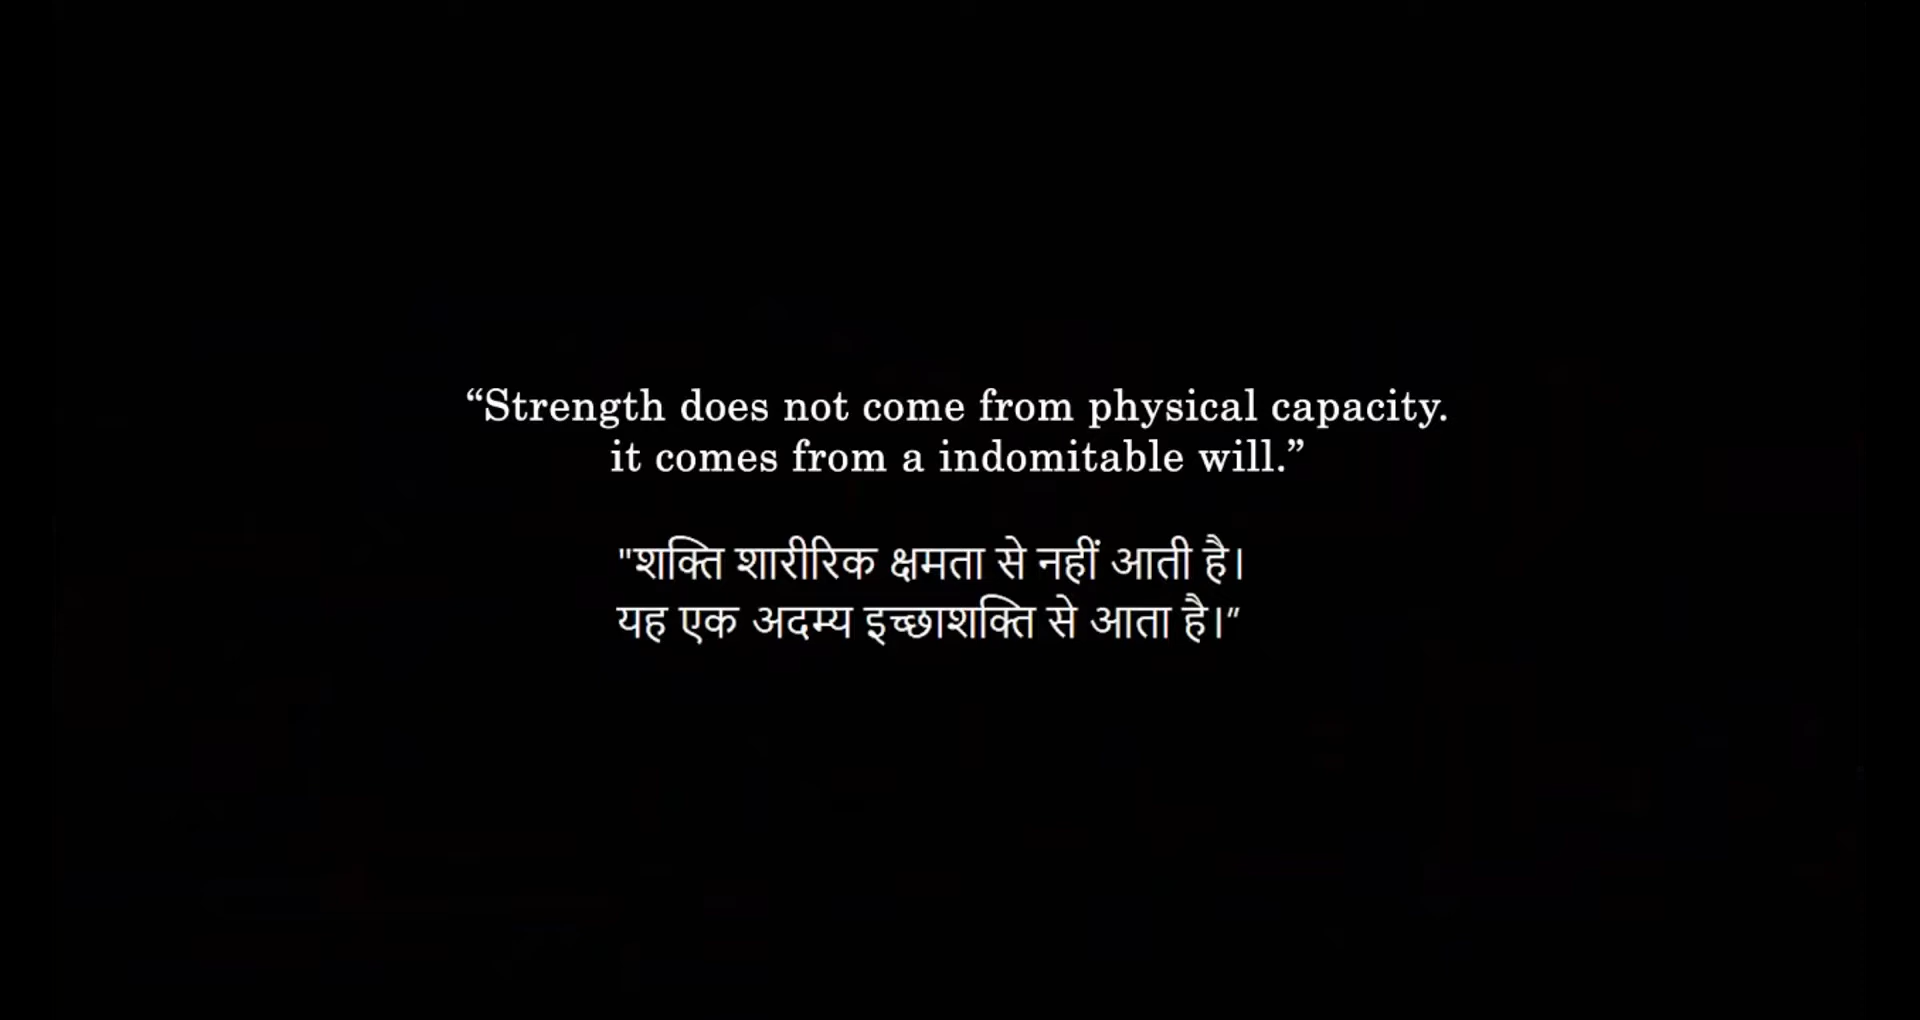 “Strength does not come from physical capacity.
it comes from a indomitable will.”
"शक्ति शारीरिक क्षमता से नहीं आती है।
यह एक अदम्य इच्छाशक्ति से आता है।”